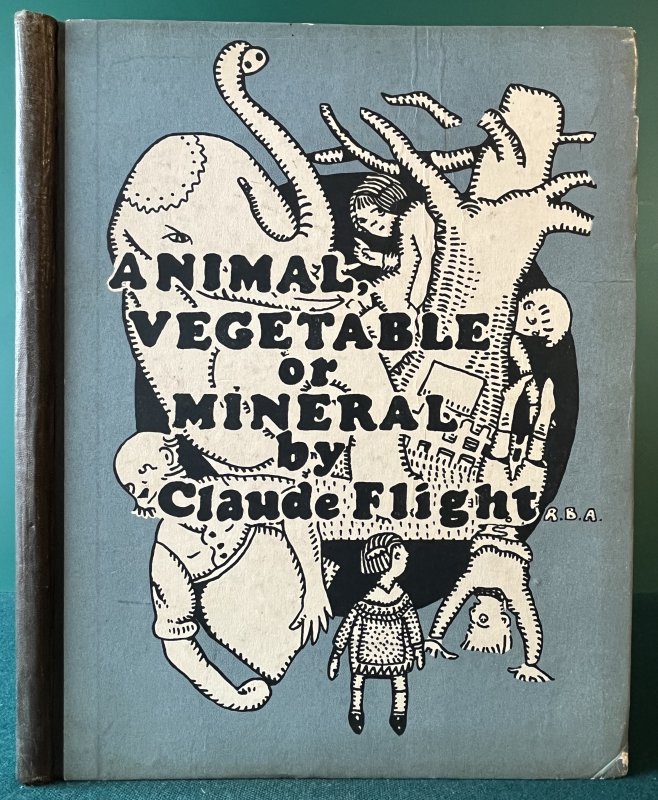 ANIMAL,
VEGETABLE
or
MINERAL
by
Claude Flight R.B.A.